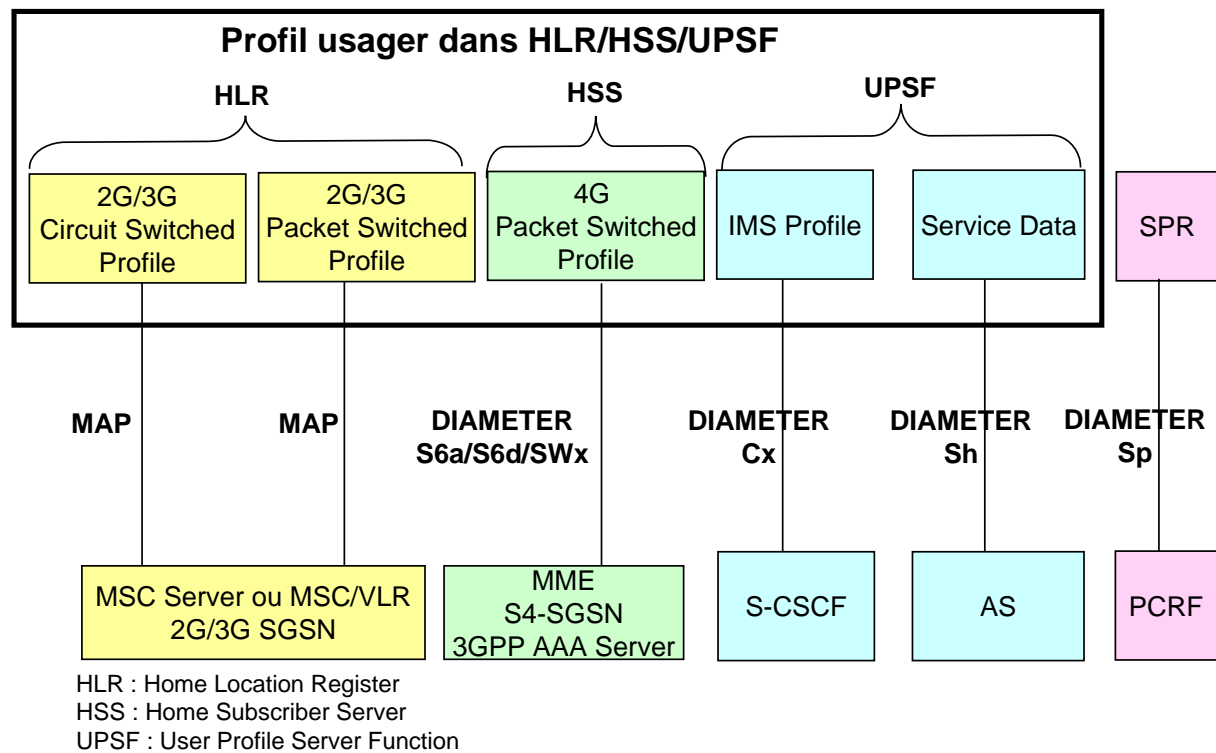 Profil usager dans HLR/HSS/UPSF
HLR
HSS
UPSF
2G/3G
Circuit Switched
Profile
2G/3G
Packet Switched
Profile
4G
Packet Switched
Profile
IMS Profile
Service Data
SPR
MAP
MAP
DIAMETER
S6a/S6d/SWx
DIAMETER
Cx
DIAMETER
Sh
DIAMETER
Sp
MSC Server ou MSC/VLR
2G/3G SGSN
MME
S4-SGSN
3GPP AAA Server
S-CSCF
AS
PCRF
HLR : Home Location Register
HSS : Home Subscriber Server
UPSF : User Profile Server Function